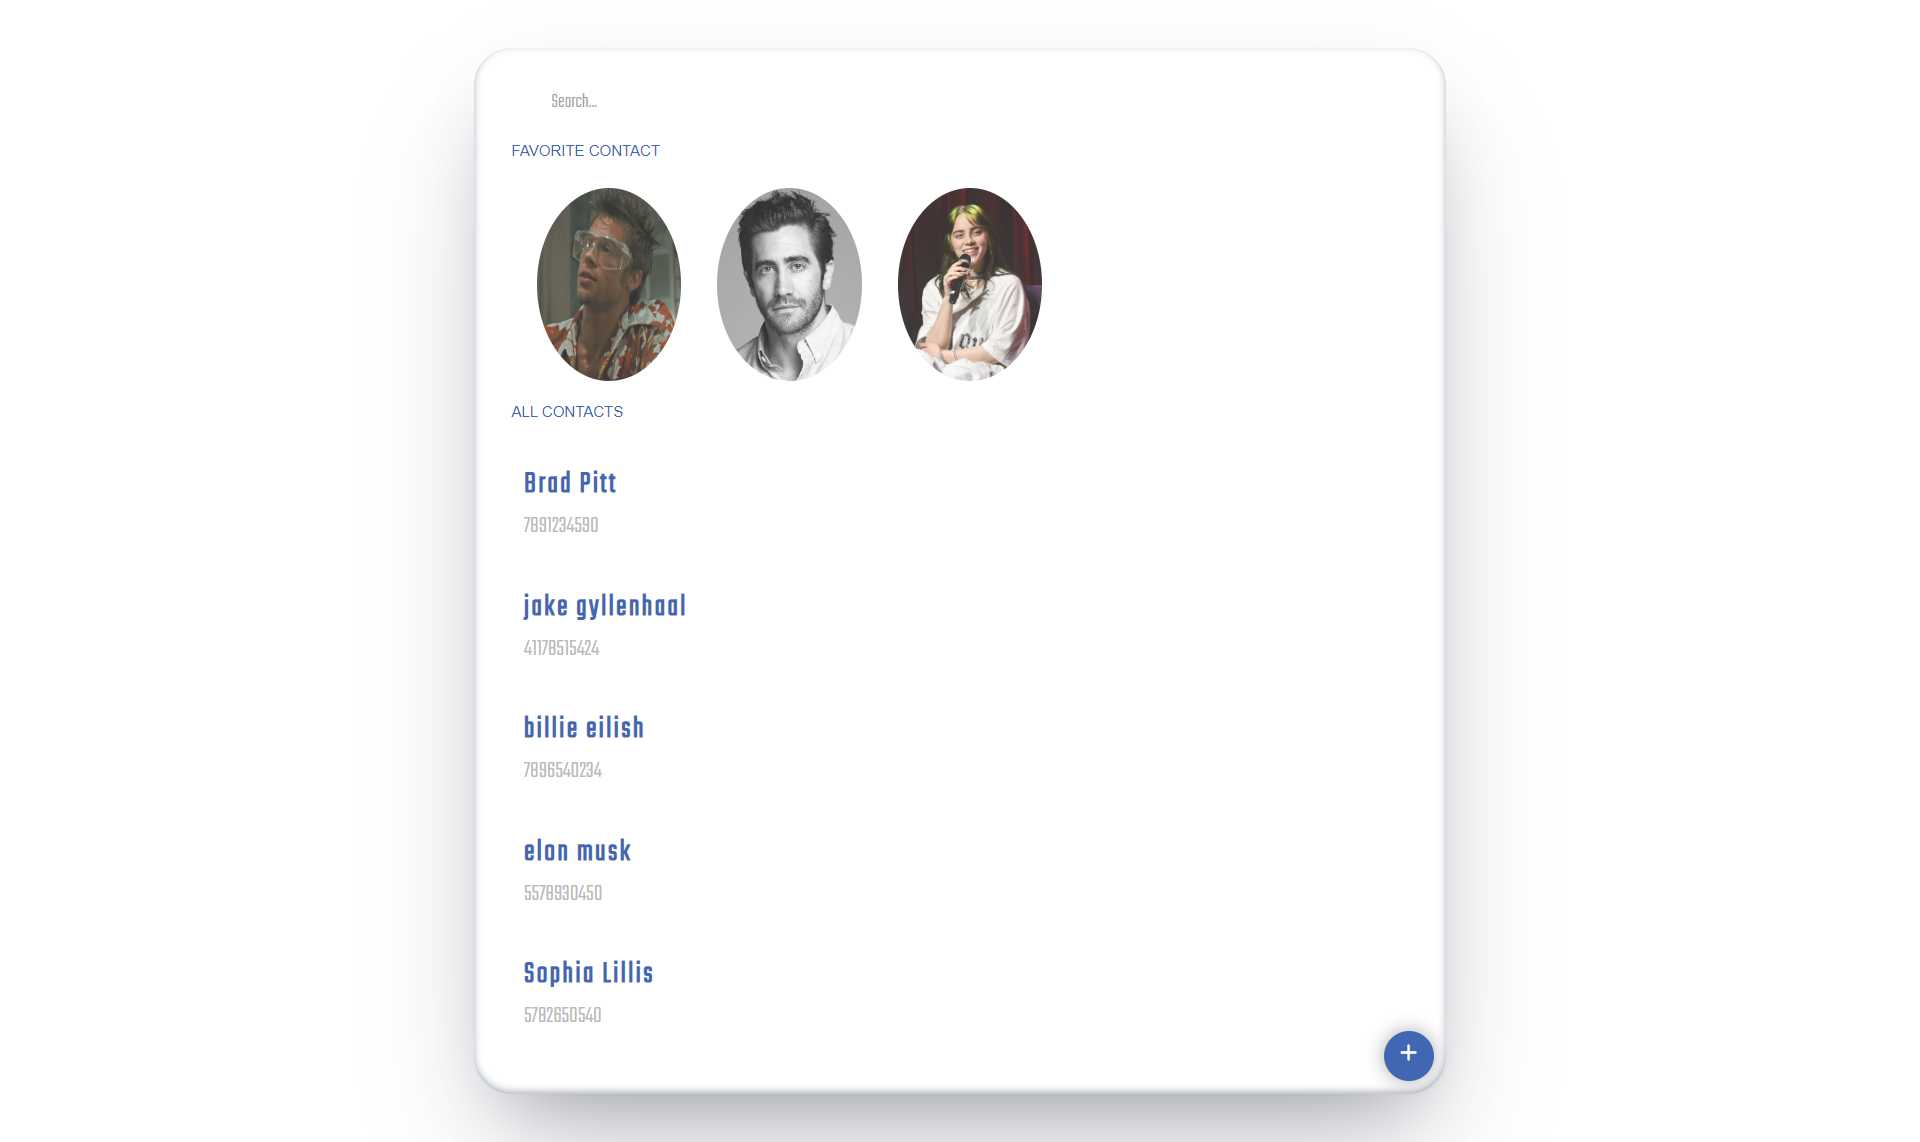 Search...
FAVORITE CONTACT
ALL CONTACTS
Brad Pitt
7891234590
jake gyllenhaal
41178515424
billie eilish
7896540234
elon musk
5578930450
Sophia Lillis
5782650540
+